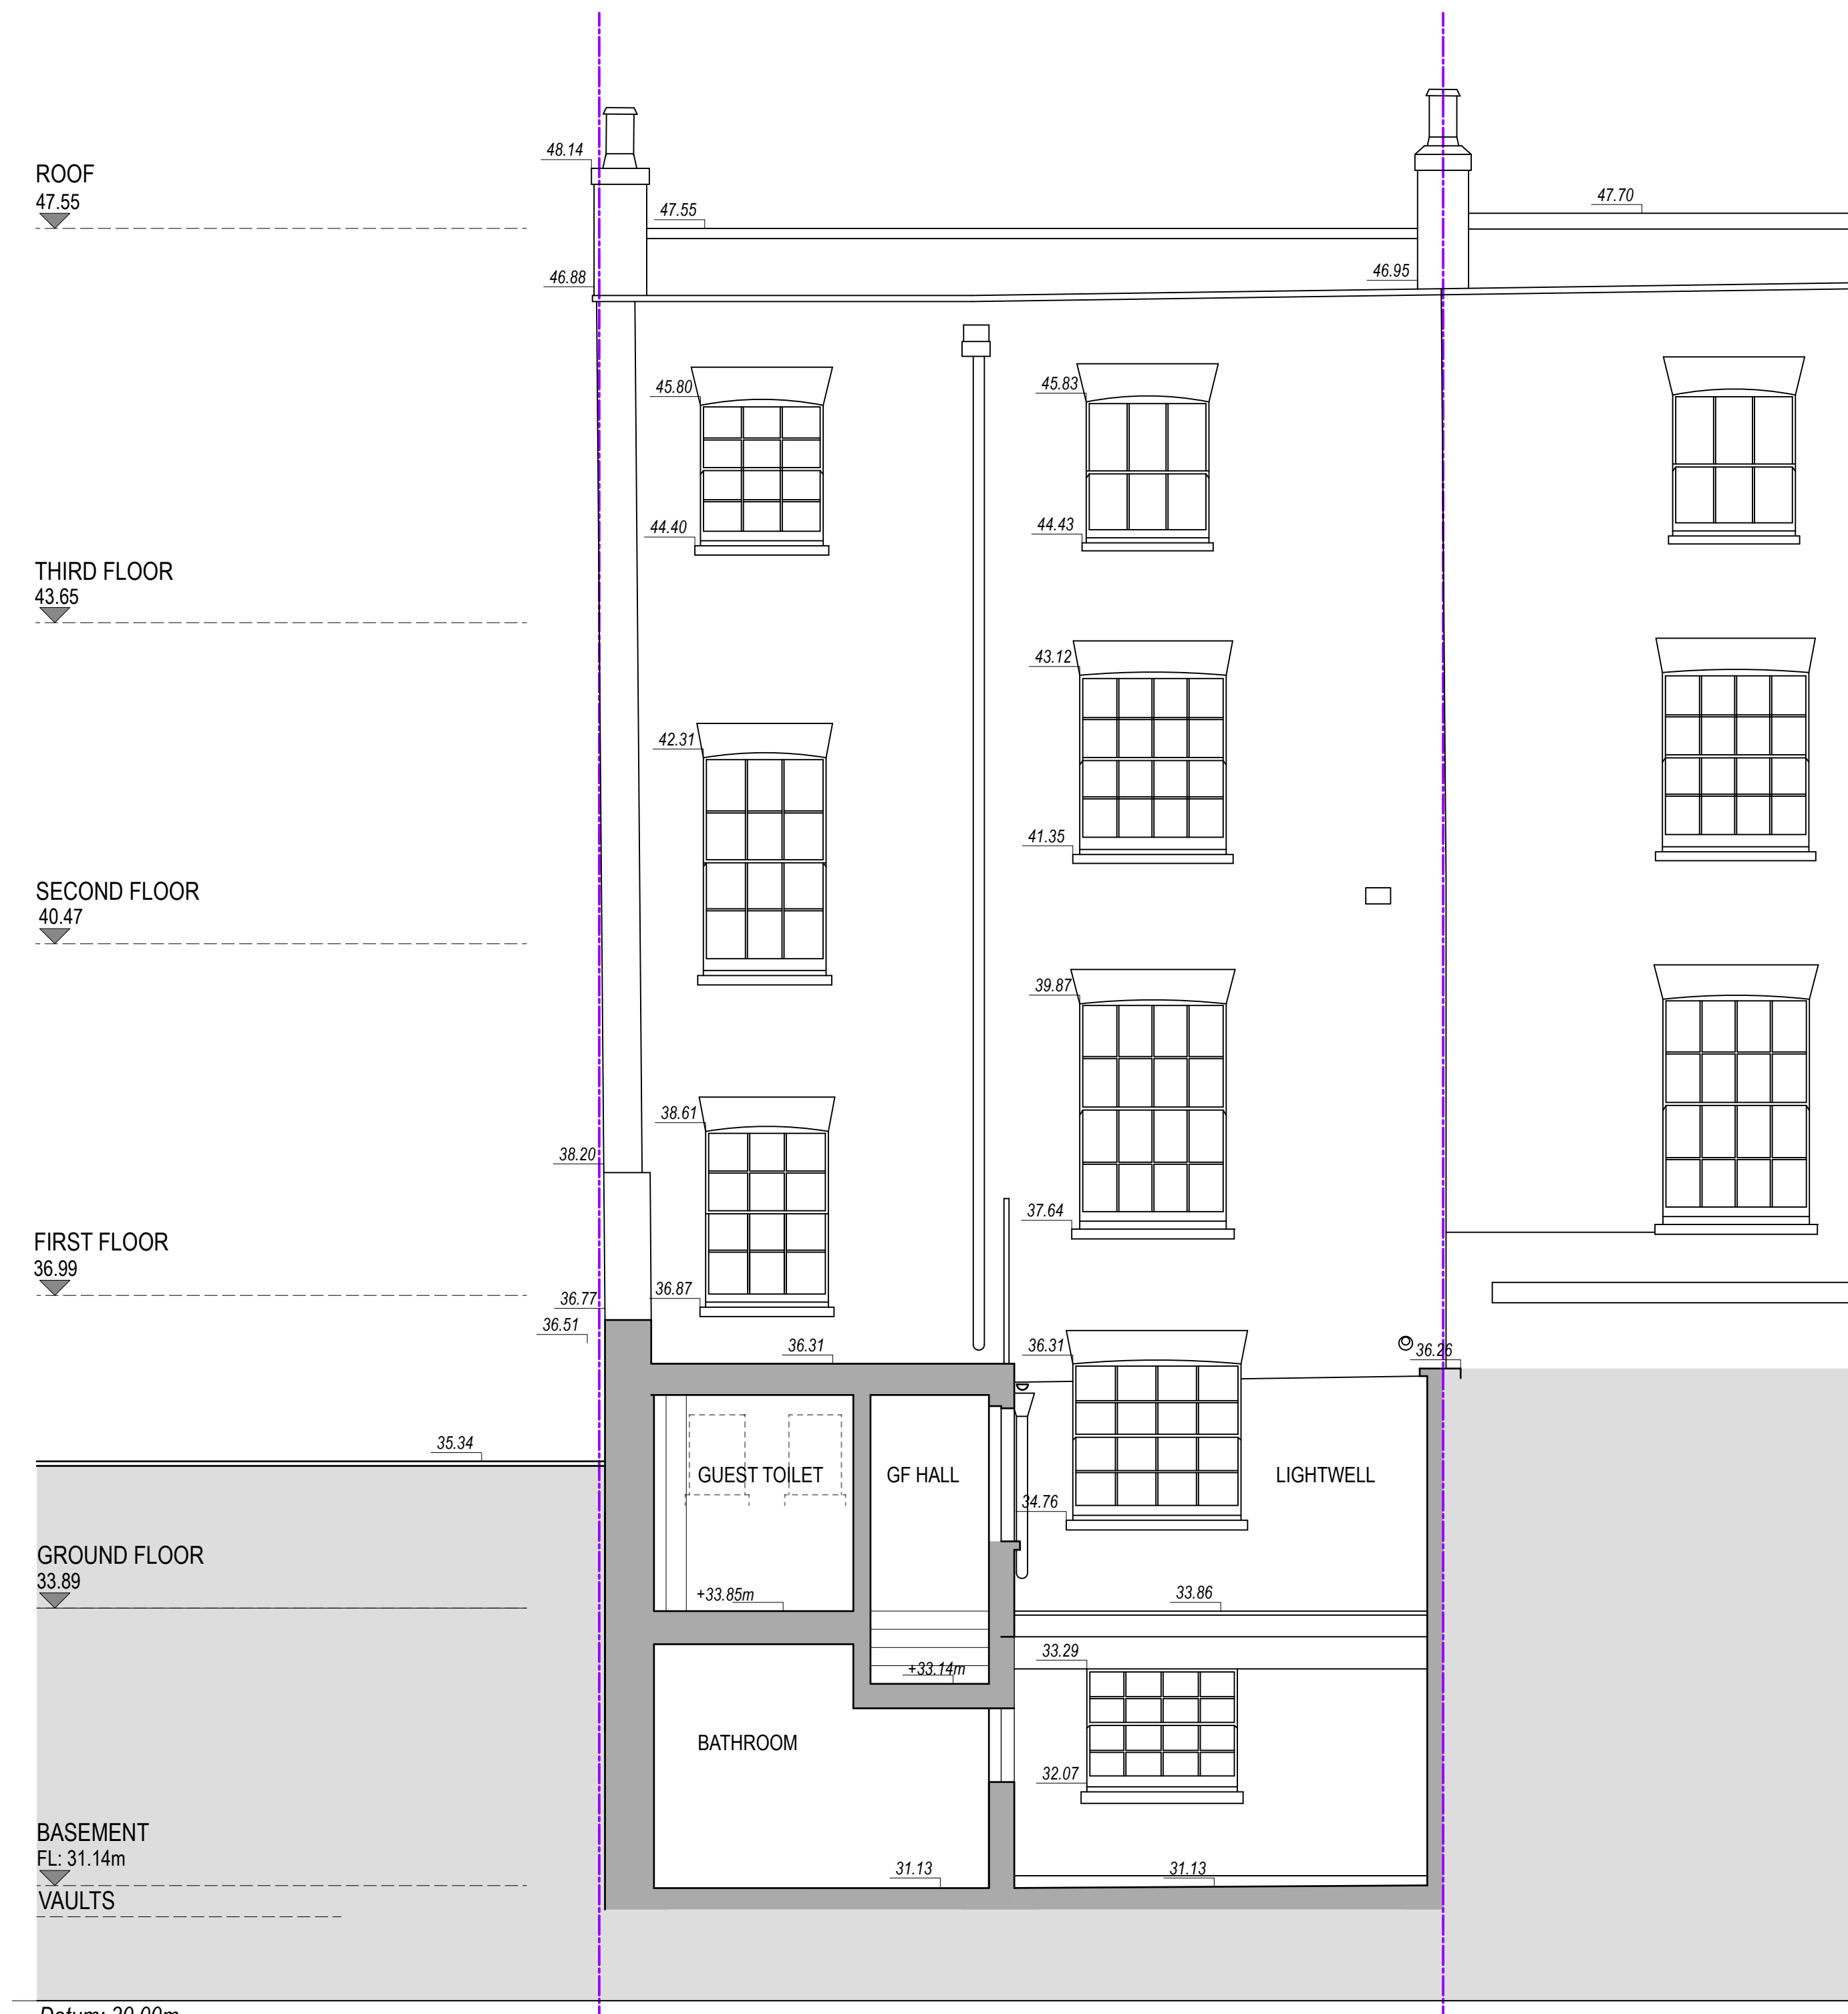 48.14
ROOF
47.55
47.55
47.70
46.88
46.95
45.80
45.83
44.40
44.43
THIRD FLOOR
43.65
43.12
42.31
41.35
SECOND FLOOR
40.47
39.87
38.61
38.20
37.64
FIRST FLOOR
36.99
36.77
36.87
36.51
36.31
36.31
36.26
35.34
GUEST TOILET
GF HALL
LIGHTWELL
34.76
GROUND FLOOR
33.89
+33.85m
33.86
33.29
+33.14m
BATHROOM
32.07
BASEMENT
FL: 31.14m
31.13
31.13
VAULTS